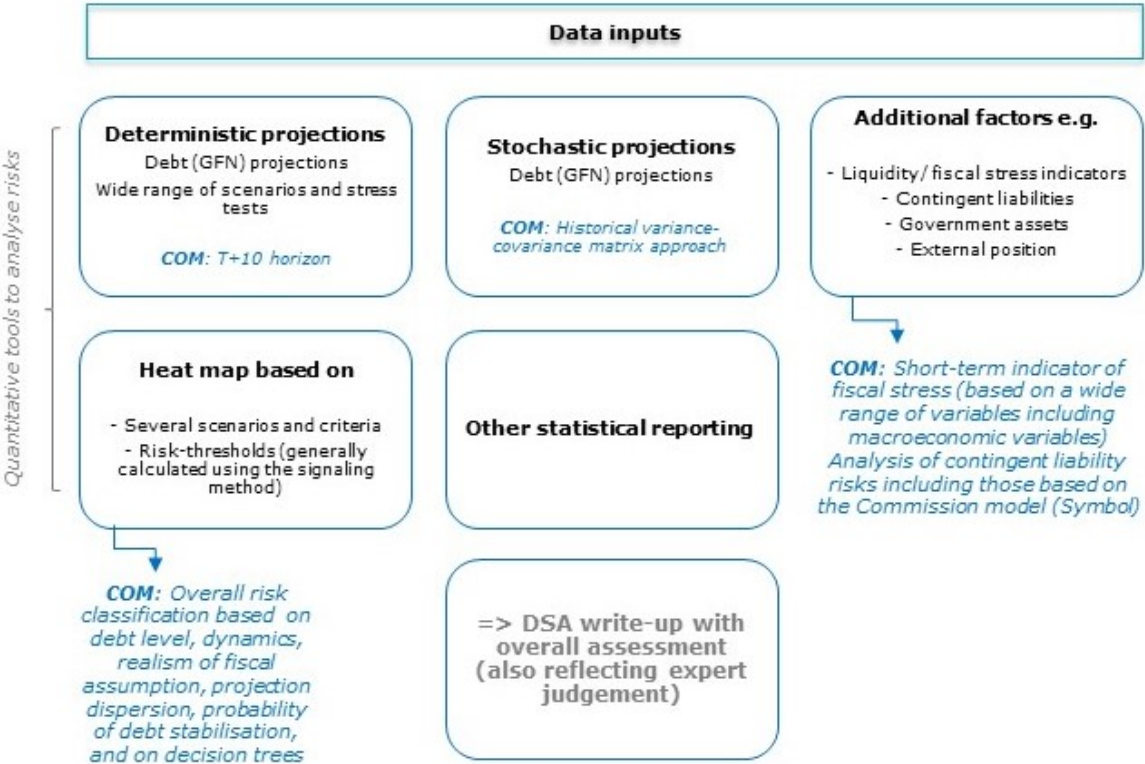 Data inputs
Quantitative tools to analyse risks
Deterministic projections
Debt (GFN) projections
Wide range of scenarios and stress
tests
COM: T+10 horizon
Stochastic projections
Debt (GFN) projections
COM: Historical variance-
covariance matrix approach
Additional factors e.g.
- Liquidity/ fiscal stress indicators
- Contingent liabilities
- Government assets
- External position
Heat map based on
- Several scenarios and criteria
- Risk-thresholds (generally
calculated using the signaling
method)
Other statistical reporting
COM: Short-term indicator of
fiscal stress (based on a wide
range of variables including
macroeconomic variables)
Analysis of contingent liability
risks including those based on
the Commission model (Symbol)
COM: Overall risk
classification based on
debt level, dynamics,
realism of fiscal
assumption, projection
dispersion, probability
of debt stabilisation,
and on decision trees
=> DSA write-up with
overall assessment
(also reflecting expert
judgement)